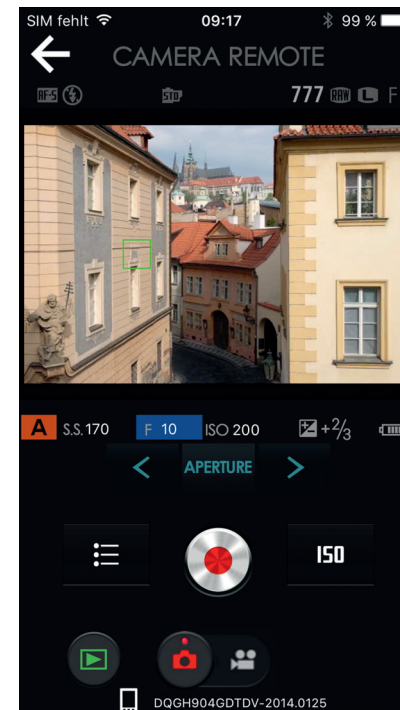 SIM fehlt 09:17 99 %
CAMERA REMOTE
AF-S STD 777 RAW L F
A S.S. 170 F 10 ISO 200 +2/3
< APERTURE >
ISO
DQGH904GDTDV-2014.0125